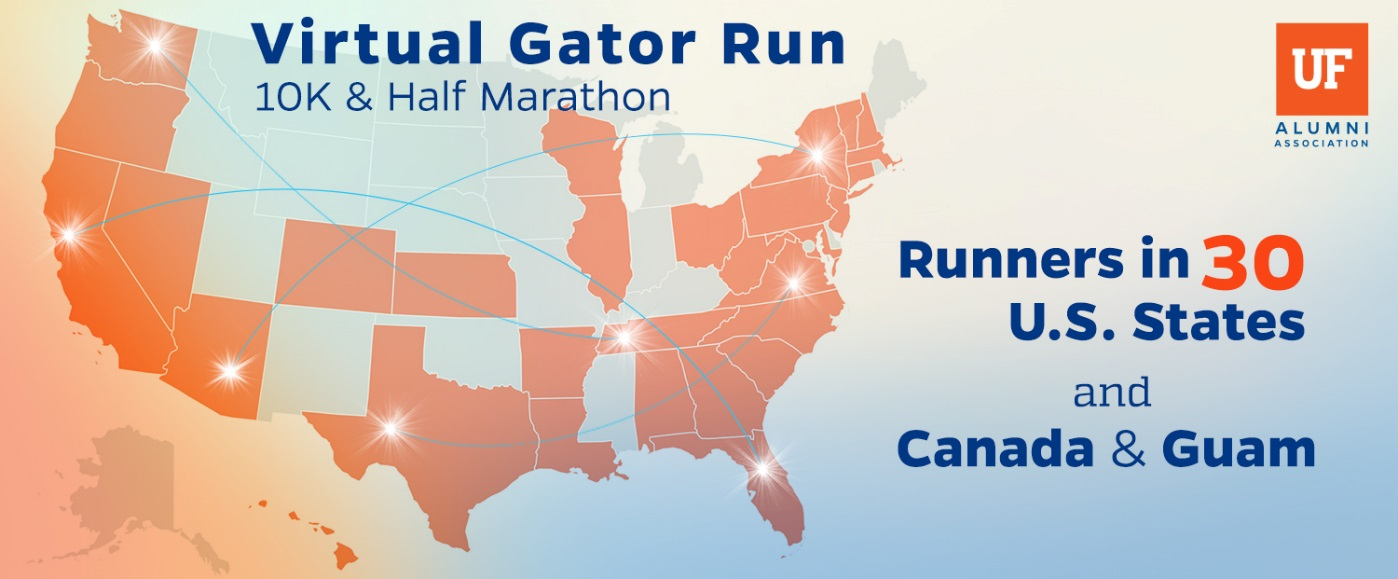 Virtual Gator Run
10K & Half Marathon
UF
ALUMNI
ASSOCIATION
Runners in 30
U.S. States
and
Canada & Guam